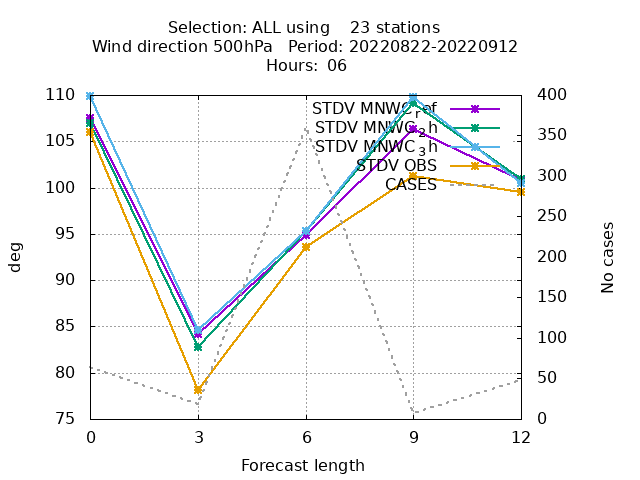 Selection: ALL using    23 stations
Wind direction 500hPa   Period: 20220822-20220912
Hours: 06
110
105
100
95
90
85
80
75
400
350
300
250
200
150
100
50
0
deg
No cases
STDV MNWC_ref
STDV MNWC_2h
STDV MNWC_3h
STDV OBS
CASES
0 3 6 9 12
Forecast length